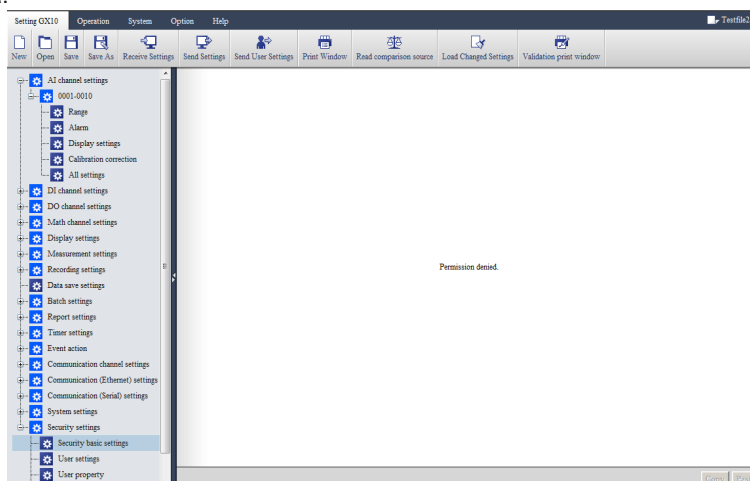 Setting GX10 Operation System Option Help Testfile2
New Open Save Save As Receive Settings Send Settings Send User Settings Print Window Read comparison source Load Changed Settings Validation print window
AI channel settings
0001-0010
Range
Alarm
Display settings
Calibration correction
All settings
DI channel settings
DO channel settings
Math channel settings
Display settings
Measurement settings
Recording settings
Permission denied.
Data save settings
Batch settings
Report settings
Timer settings
Event action
Communication channel settings
Communication (Ethernet) settings
Communication (Serial) settings
System settings
Security settings
Security basic settings
User settings
User property
Copy